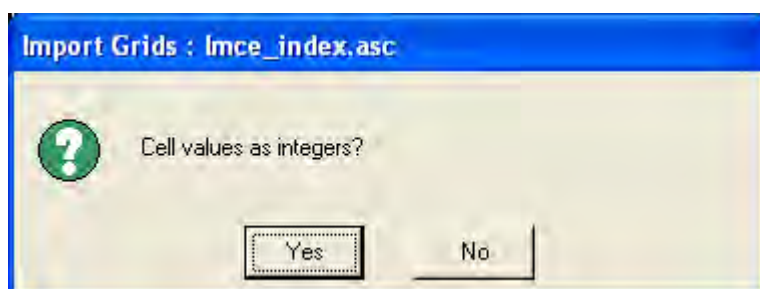 Import Grids : lmce_index.asc
Cell values as integers?
Yes No